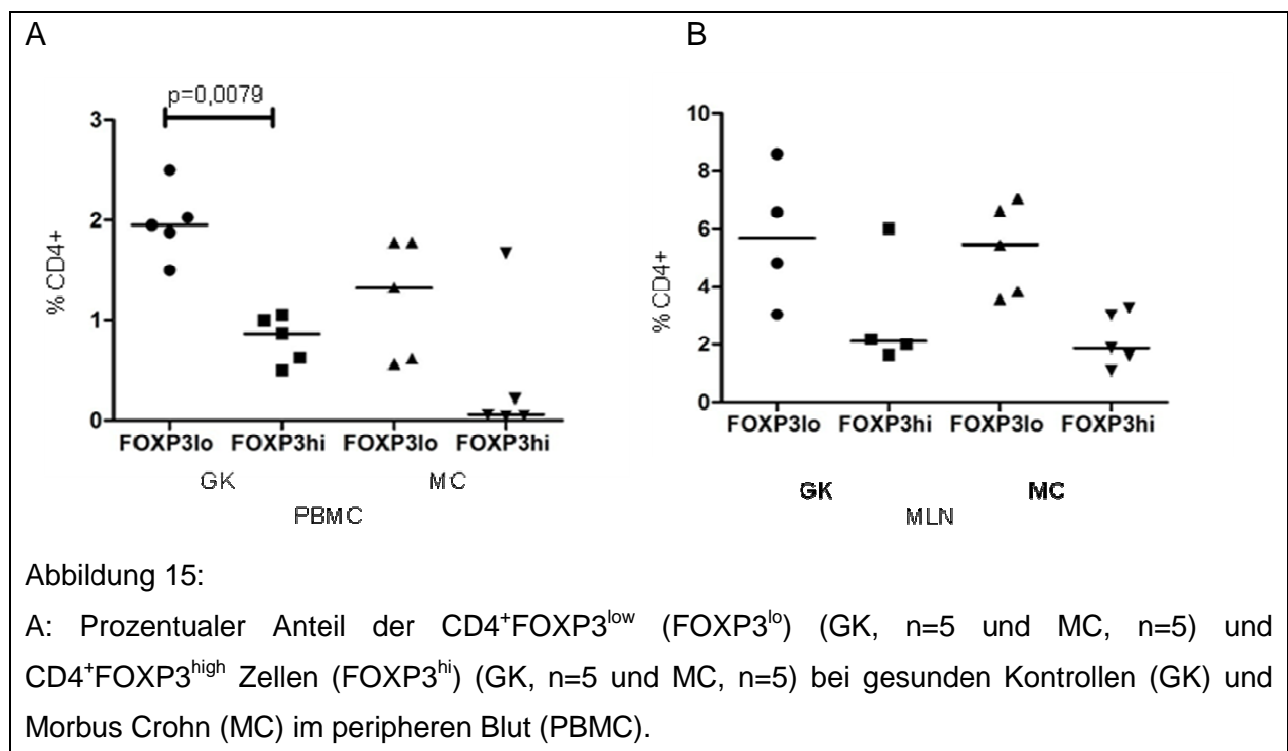 A
B
p=0,0079
3
2
1
0
% CD4+
FOXP3lo FOXP3hi FOXP3lo FOXP3hi
GK MC
PBMC
10
8
6
4
2
0
% CD4+
FOXP3lo FOXP3hi FOXP3lo FOXP3hi
GK MC
MLN
Abbildung 15:
A: Prozentualer Anteil der CD4⁺FOXP3ˡᵒʷ (FOXP3ˡᵒ) (GK, n=5 und MC, n=5) und
CD4⁺FOXP3ʰⁱᵍʰ Zellen (FOXP3ʰⁱ) (GK, n=5 und MC, n=5) bei gesunden Kontrollen (GK) und
Morbus Crohn (MC) im peripheren Blut (PBMC).